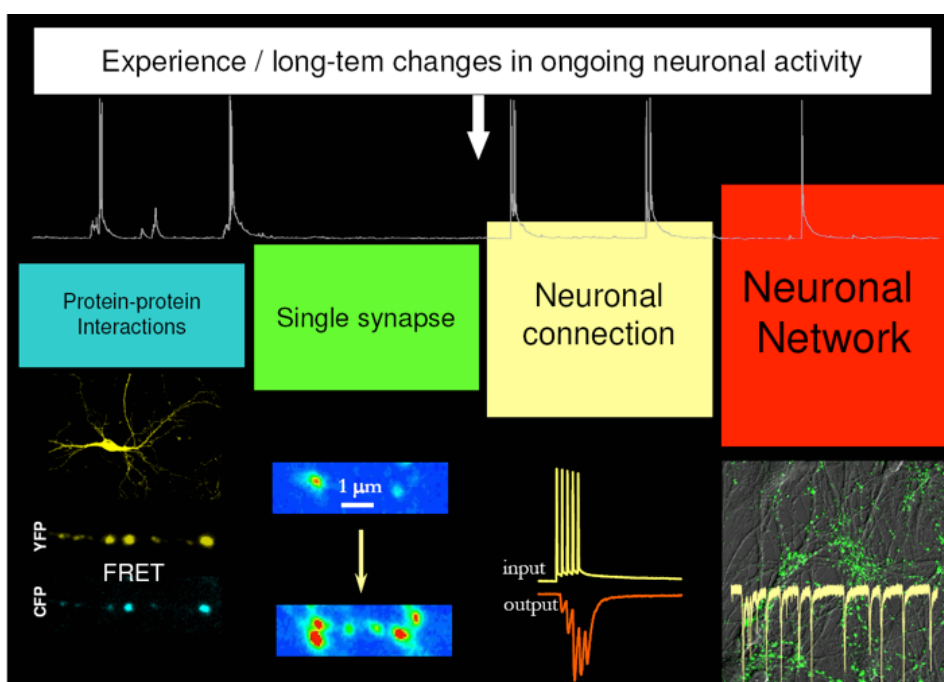 Experience / long-tem changes in ongoing neuronal activity
Protein-protein
Interactions
Single synapse
Neuronal
connection
Neuronal
Network
1 μm
YFP
FRET
CFP
input
output